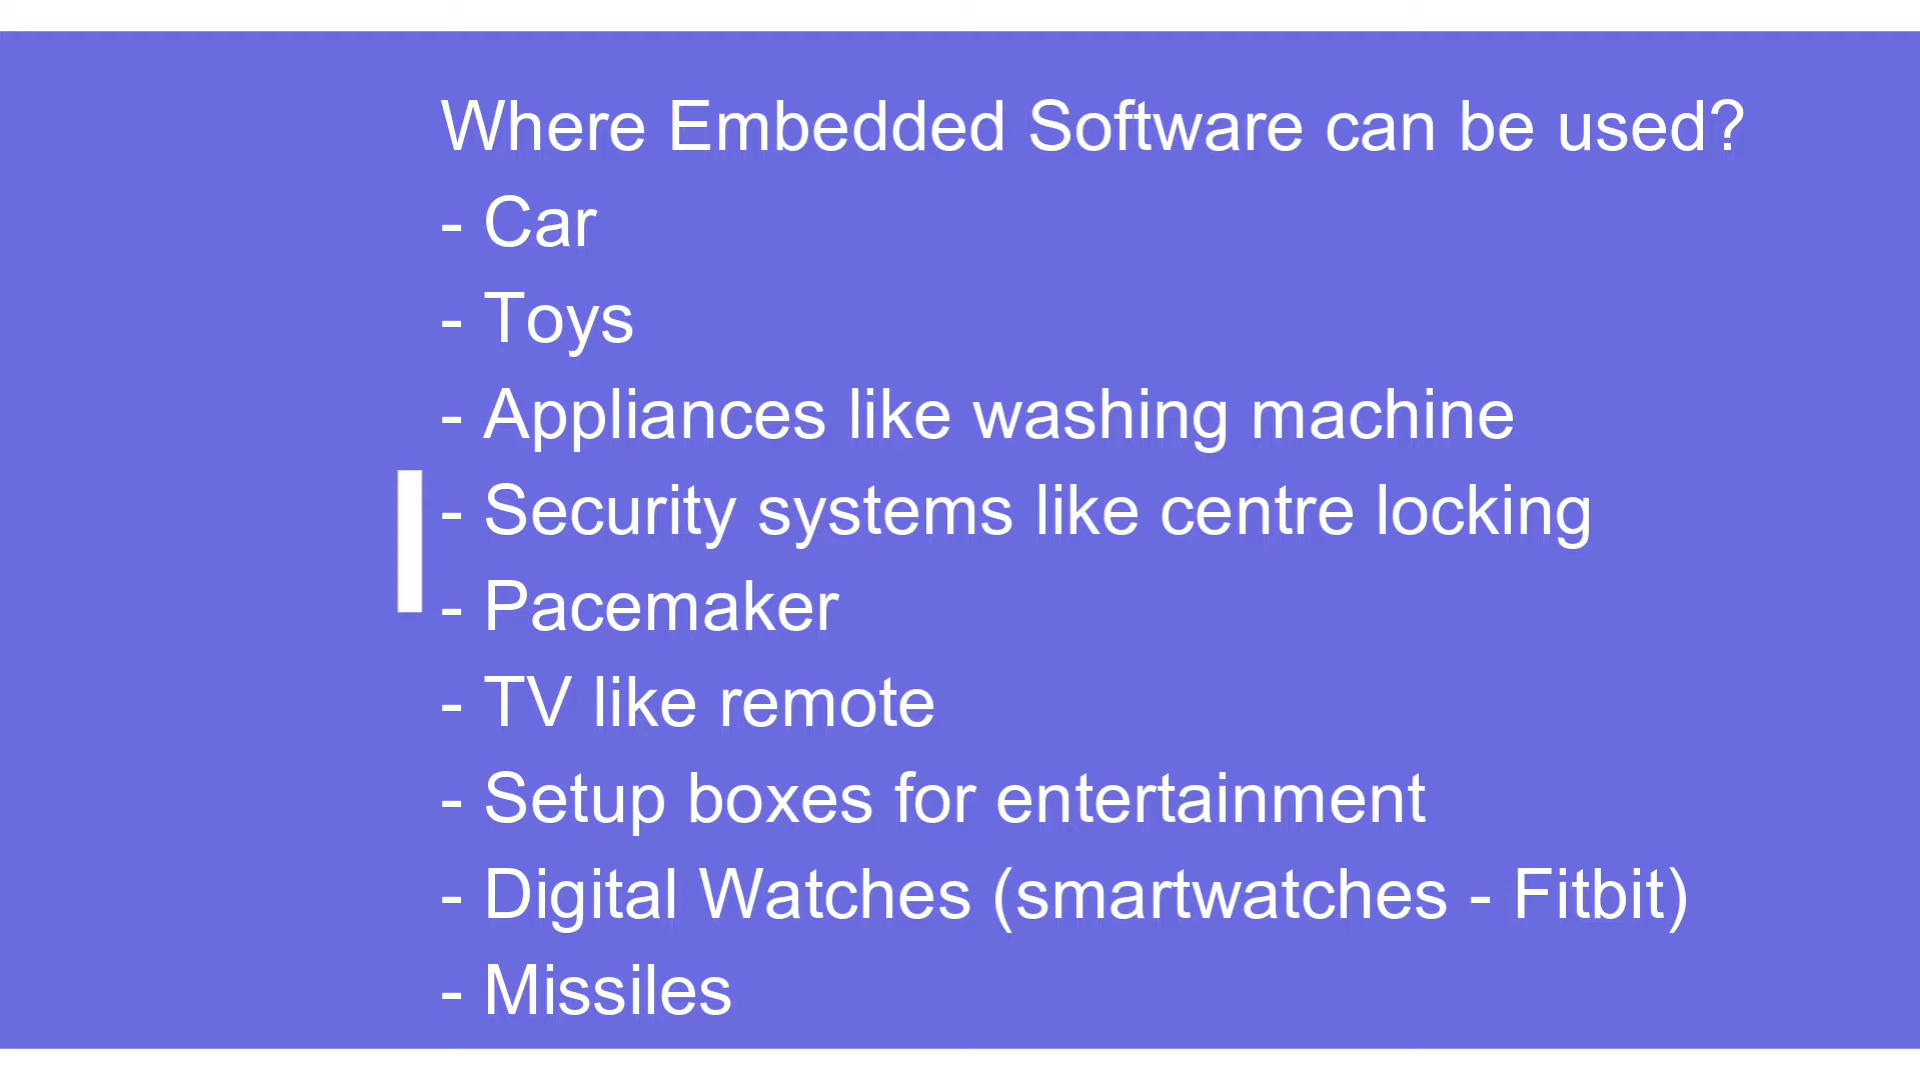 Where Embedded Software can be used?
- Car
- Toys
- Appliances like washing machine
- Security systems like centre locking
- Pacemaker
- TV like remote
- Setup boxes for entertainment
- Digital Watches (smartwatches - Fitbit)
- Missiles